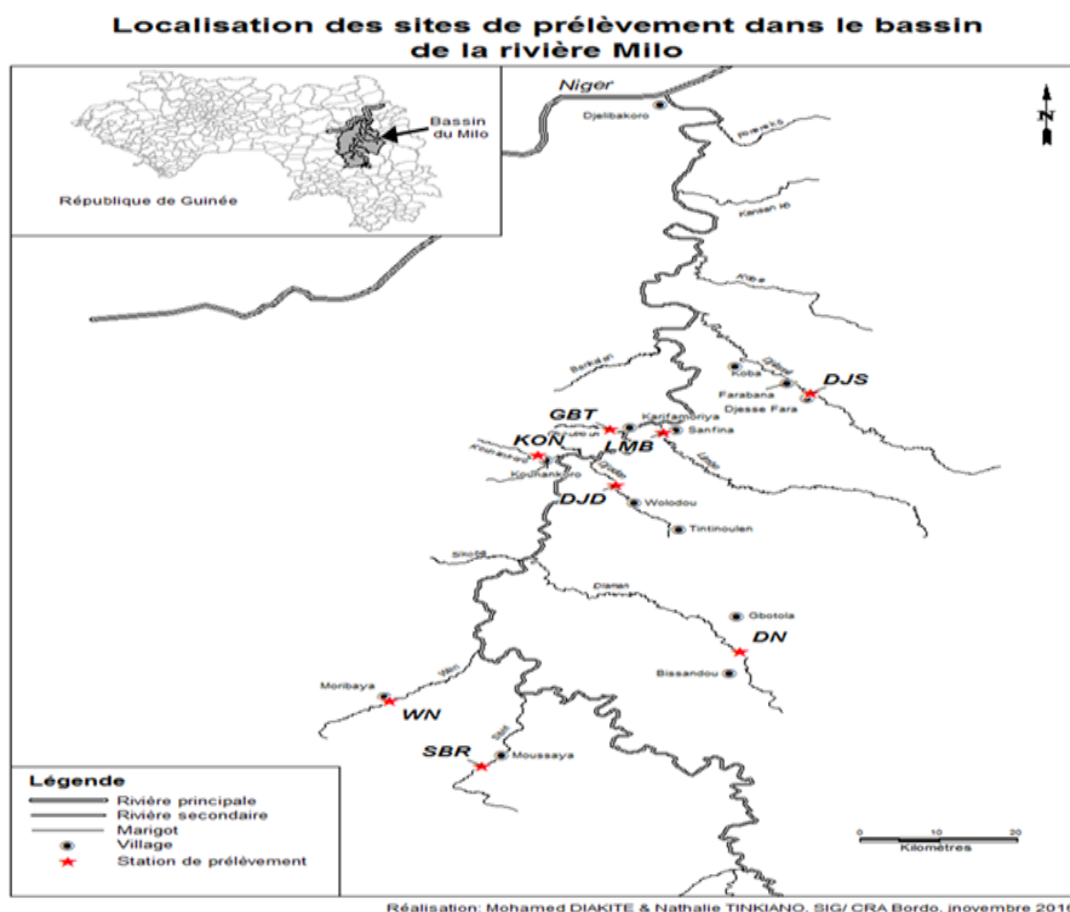 Localisation des sites de prélèvement dans le bassin
de la rivière Milo
Niger
Djelibakoro
Bassin
du Milo
République de Guinée
N
Koba
DJS
Farabana
Djesse Fara
GBT
Karifamoriya
Sanfina
KON
LMB
Kouhankoro
DJD
Wolodou
Tintinoulen
Gbotola
DN
Bissandou
Moribaya
WN
SBR
Moussaya
Légende
Rivière principale
Rivière secondaire
Marigot
Village
Station de prélèvement
0 10 20
Kilomètres
Réalisation: Mohamed DIAKITE & Nathalie TINKIANO, SIG/ CRA Bordo, jnovembre 2016